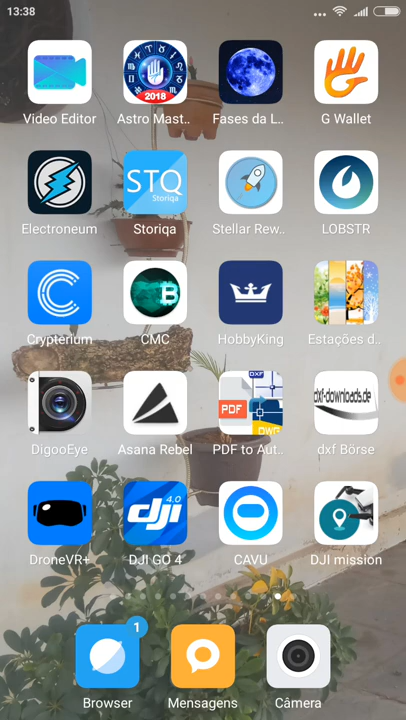 13:38
2018
Video Editor
Astro Mast..
Fases da L..
G Wallet
STQ
Storiqa
Electroneum
Storiqa
Stellar Rew..
LOBSTR
B
Crypterium
CMC
HobbyKing
Estações d..
DXF
PDF
DWG
dxf-downloads.de
DigooEye
Asana Rebel
PDF to Aut..
dxf Börse
dji 4.0
DroneVR+
DJI GO 4
CAVU
DJI mission
1
Browser
Mensagens
Câmera